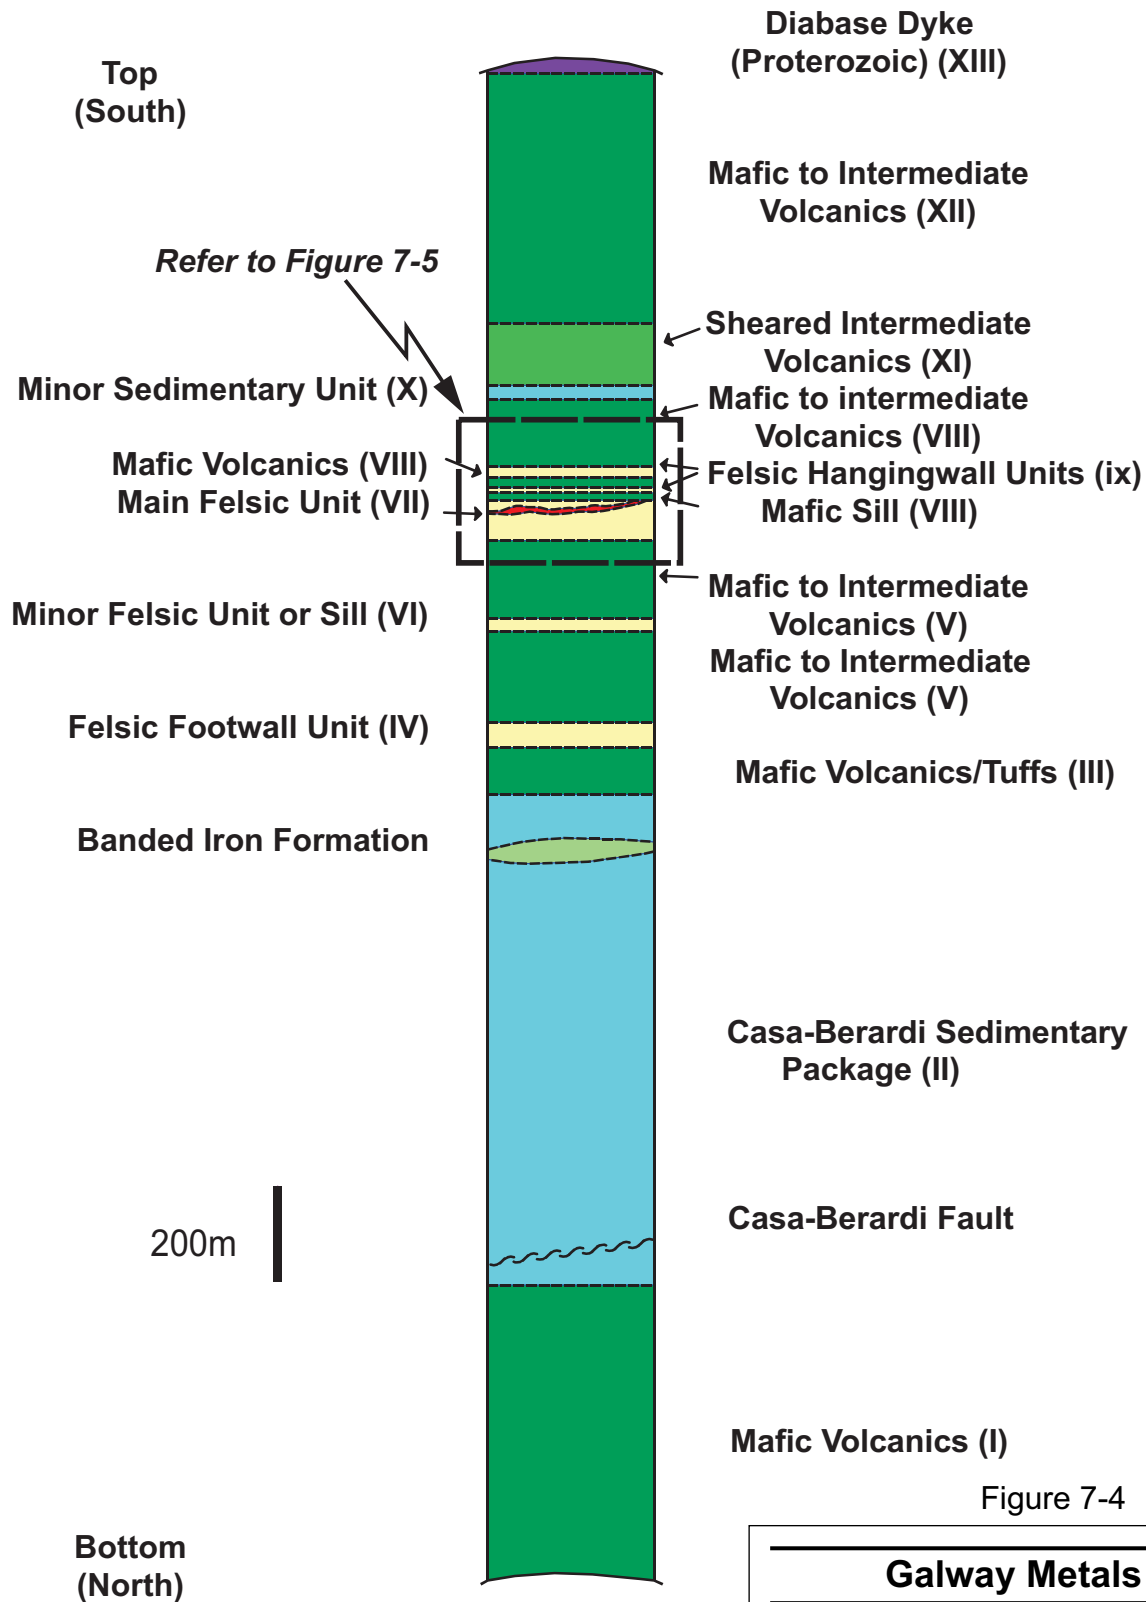 Diabase Dyke
(Proterozoic) (XIII)
Top
(South)
Mafic to Intermediate
Volcanics (XII)
Refer to Figure 7-5
Sheared Intermediate
Volcanics (XI)
Minor Sedimentary Unit (X)
Mafic to intermediate
Volcanics (VIII)
Mafic Volcanics (VIII)
Felsic Hangingwall Units (ix)
Main Felsic Unit (VII)
Mafic Sill (VIII)
Mafic to Intermediate
Volcanics (V)
Minor Felsic Unit or Sill (VI)
Mafic to Intermediate
Volcanics (V)
Felsic Footwall Unit (IV)
Mafic Volcanics/Tuffs (III)
Banded Iron Formation
Casa-Berardi Sedimentary
Package (II)
Casa-Berardi Fault
200m
Mafic Volcanics (I)
Figure 7-4
Bottom
(North)
Galway Metals